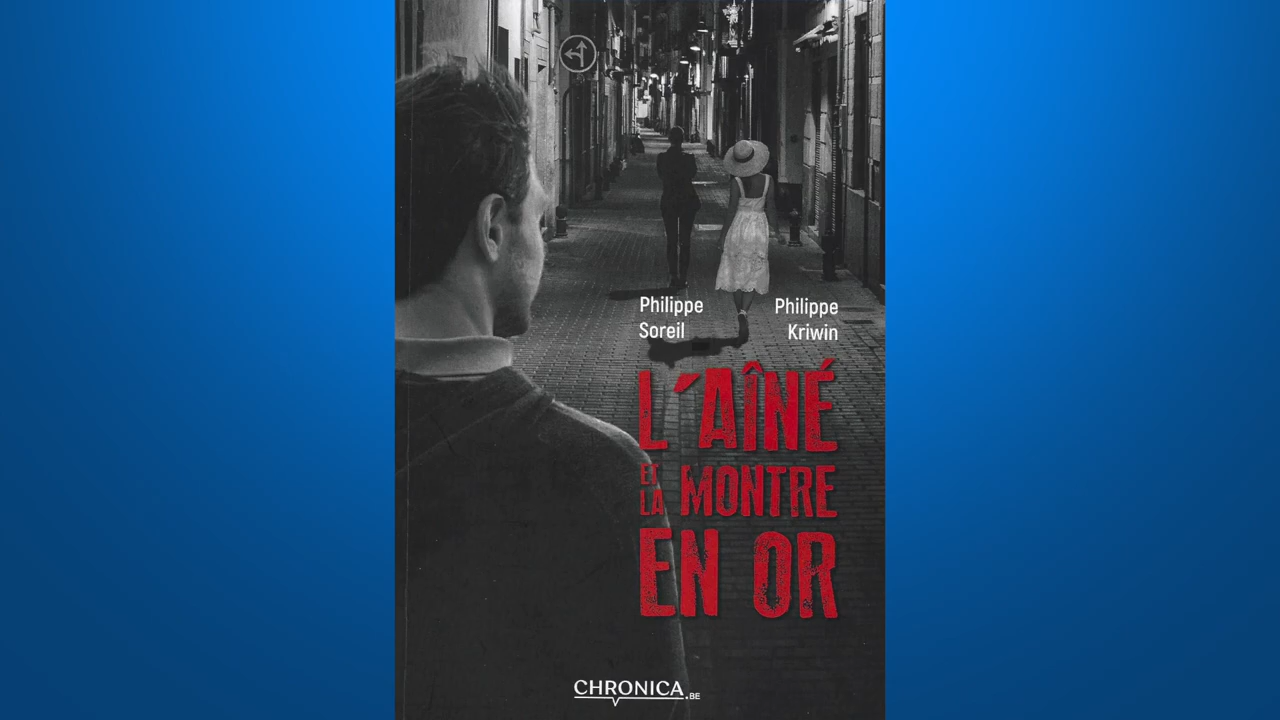 Philippe
Soreil
Philippe
Kriwin
L'AÎNÉ
ET
LA MONTRE
EN OR
CHRONICA.BE